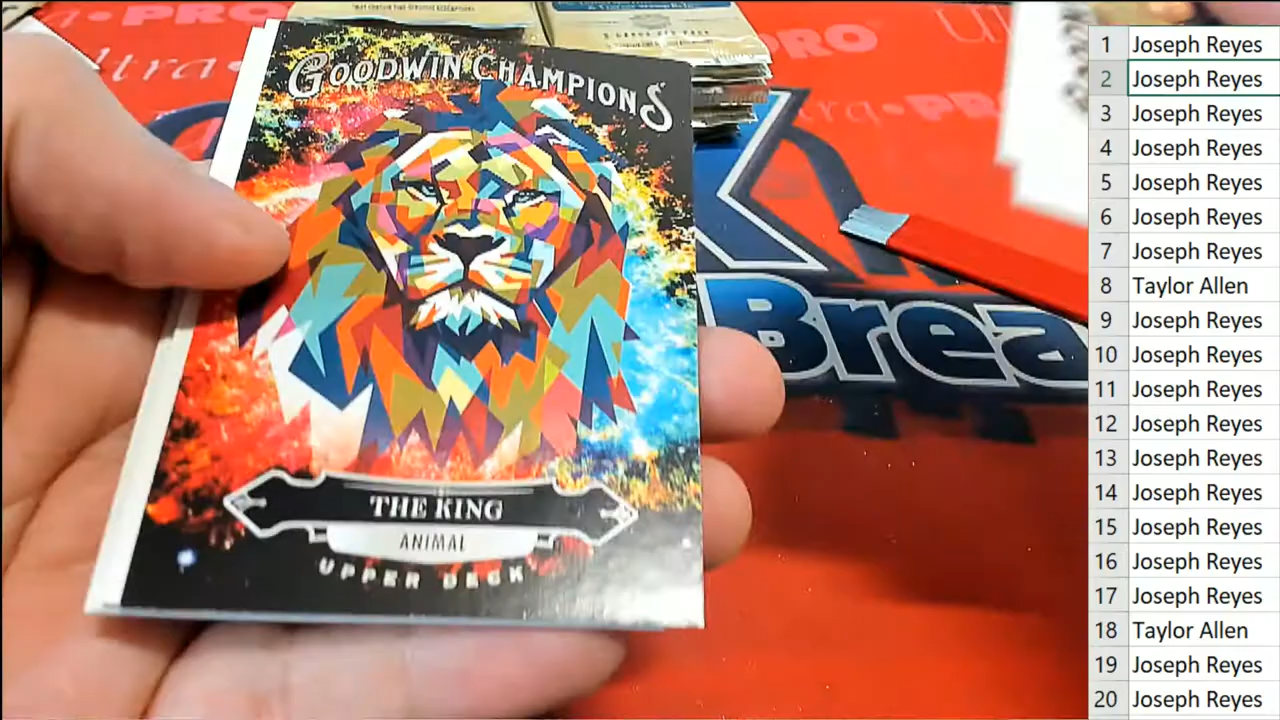 GOODWIN CHAMPIONS
THE KING
ANIMAL
UPPER DECK
PRO
PRO
Brea
1 Joseph Reyes
2 Joseph Reyes
3 Joseph Reyes
4 Joseph Reyes
5 Joseph Reyes
6 Joseph Reyes
7 Joseph Reyes
8 Taylor Allen
9 Joseph Reyes
10 Joseph Reyes
11 Joseph Reyes
12 Joseph Reyes
13 Joseph Reyes
14 Joseph Reyes
15 Joseph Reyes
16 Joseph Reyes
17 Joseph Reyes
18 Taylor Allen
19 Joseph Reyes
20 Joseph Reyes